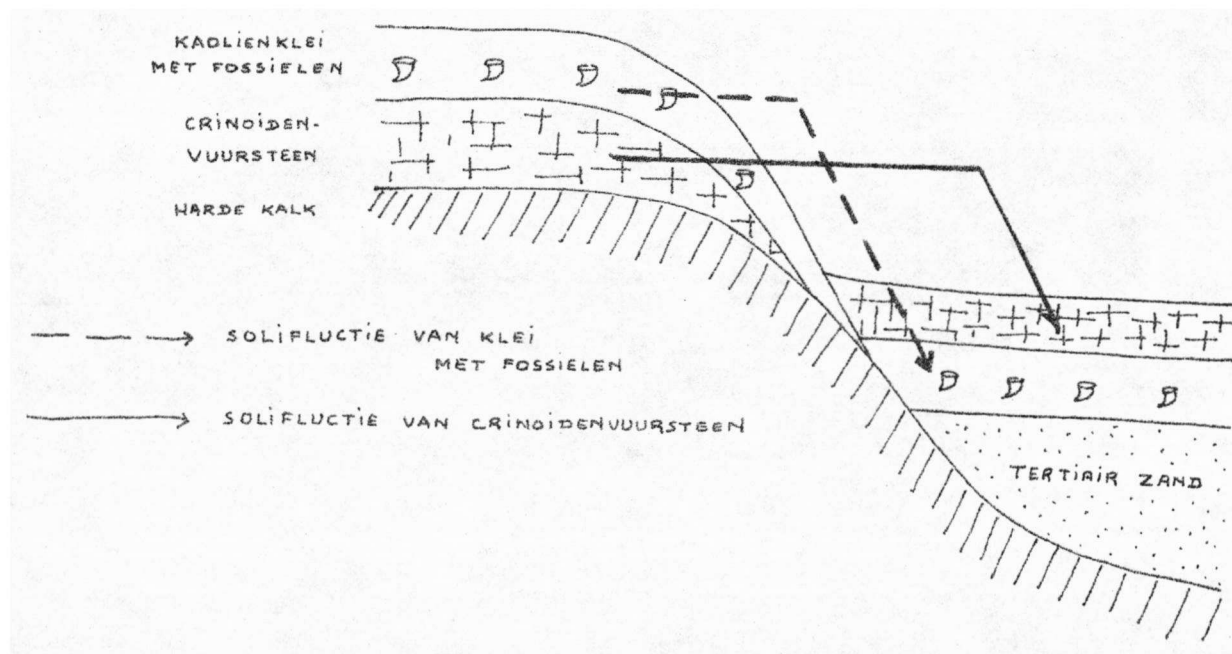 KAOLIENKLEI
MET FOSSIELEN
CRINOIDEN-
VUURSTEEN
HARDE KALK
SOLIFLUCTIE VAN KLEI
MET FOSSIELEN
SOLIFLUCTIE VAN CRINOIDENVUURSTEEN
TERTIAIR ZAND